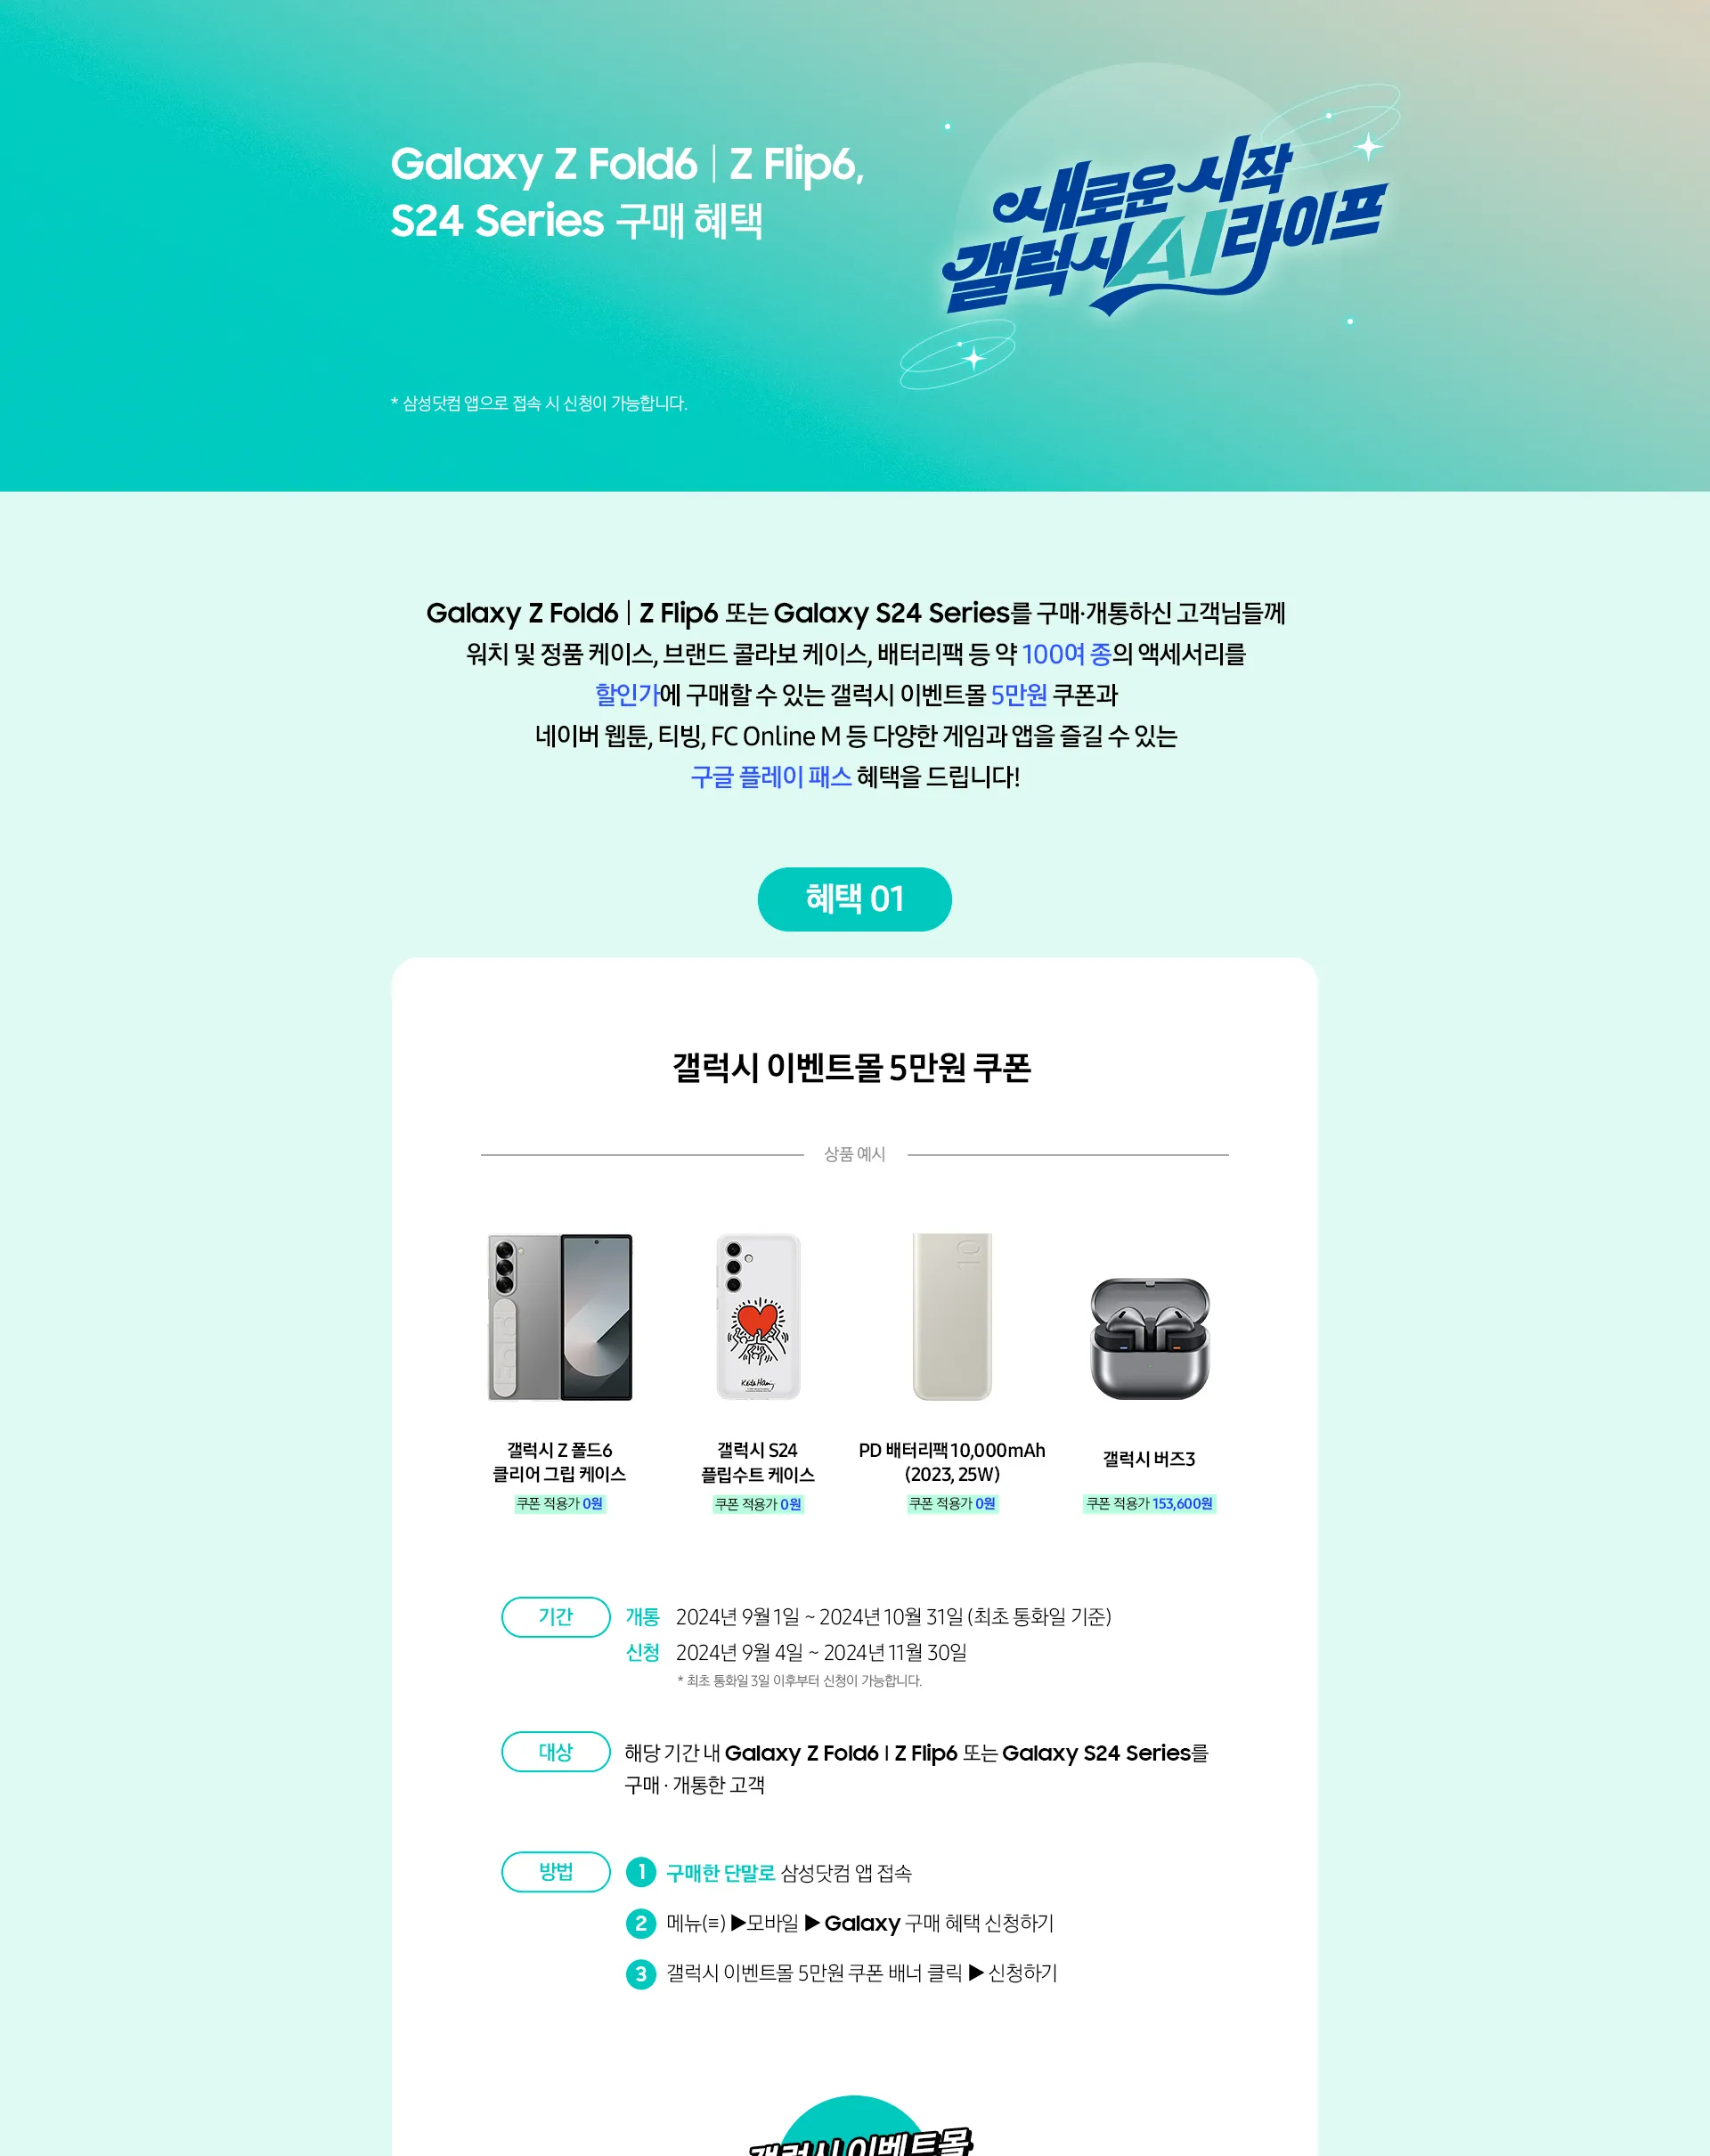 Galaxy Z Fold6 | Z Flip6,
S24 Series 구매 혜택
새로운 시작
갤럭시 AI 라이프
* 삼성닷컴 앱으로 접속 시 신청이 가능합니다.
Galaxy Z Fold6 | Z Flip6 또는 Galaxy S24 Series를 구매·개통하신 고객님들께
워치 및 정품 케이스, 브랜드 콜라보 케이스, 배터리팩 등 약 100여 종의 액세서리를
할인가에 구매할 수 있는 갤럭시 이벤트몰 5만원 쿠폰과
네이버 웹툰, 티빙, FC Online M 등 다양한 게임과 앱을 즐길 수 있는
구글 플레이 패스 혜택을 드립니다!
혜택 01
갤럭시 이벤트몰 5만원 쿠폰
상품 예시
Keith Haring
갤럭시 Z 폴드6
클리어 그립 케이스
쿠폰 적용가 0원
갤럭시 S24
플립수트 케이스
쿠폰 적용가 0원
PD 배터리팩 10,000mAh
(2023, 25W)
쿠폰 적용가 0원
갤럭시 버즈3
쿠폰 적용가 153,600원
기간 개통 2024년 9월 1일 ~ 2024년 10월 31일 (최초 통화일 기준)
신청 2024년 9월 4일 ~ 2024년 11월 30일
* 최초 통화일 3일 이후부터 신청이 가능합니다.
대상 해당 기간 내 Galaxy Z Fold6 | Z Flip6 또는 Galaxy S24 Series를
구매 · 개통한 고객
방법 1 구매한 단말로 삼성닷컴 앱 접속
2 메뉴(≡) ▶모바일 ▶ Galaxy 구매 혜택 신청하기
3 갤럭시 이벤트몰 5만원 쿠폰 배너 클릭 ▶ 신청하기
갤럭시 이벤트몰